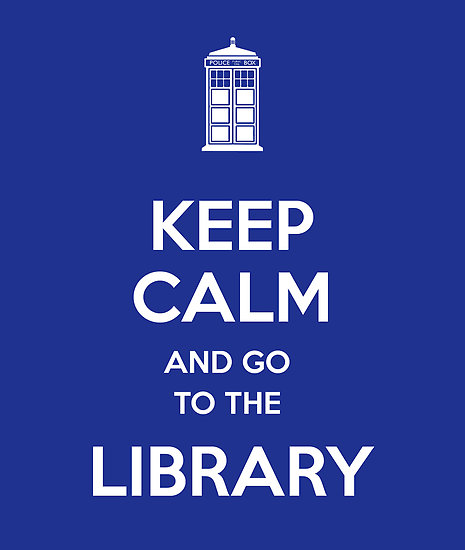 POLICE BOX
KEEP
CALM
AND GO
TO THE
LIBRARY